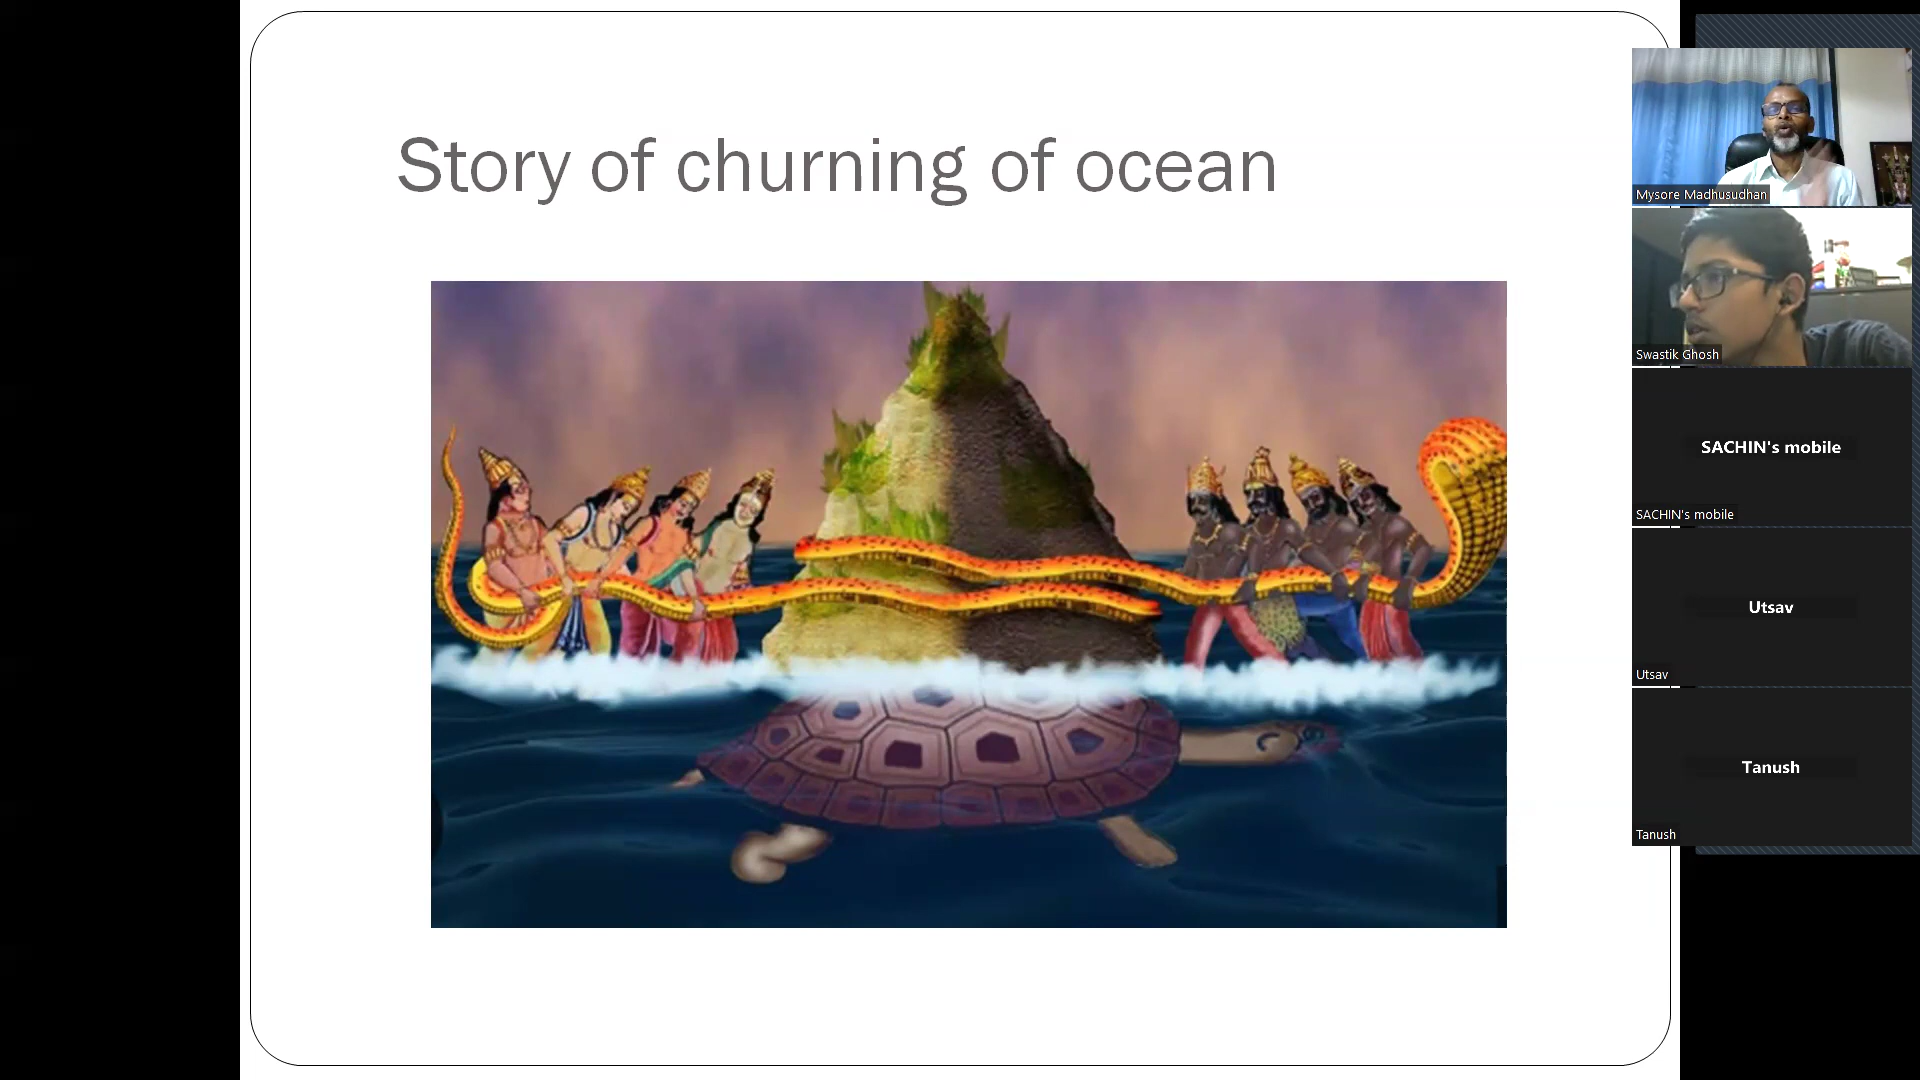 Story of churning of ocean
Mysore Madhusudhan
Swastik Ghosh
SACHIN's mobile
SACHIN's mobile
Utsav
Utsav
Tanush
Tanush